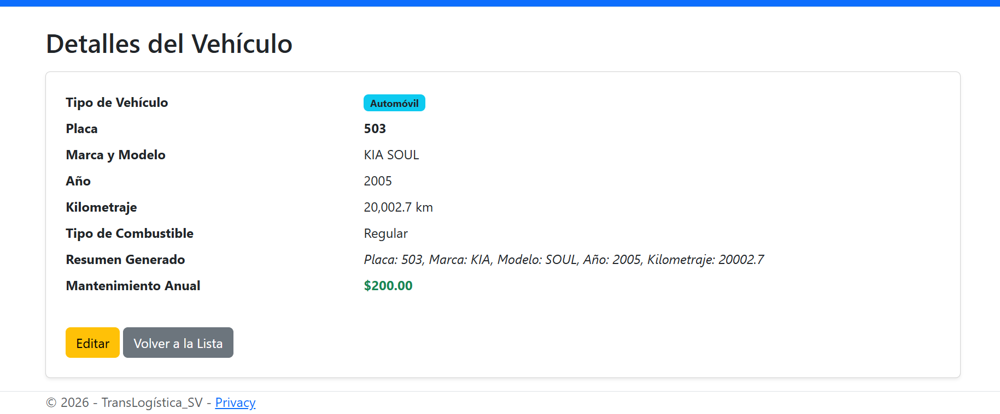 Detalles del Vehículo
Tipo de Vehículo Automóvil
Placa 503
Marca y Modelo KIA SOUL
Año 2005
Kilometraje 20,002.7 km
Tipo de Combustible Regular
Resumen Generado Placa: 503, Marca: KIA, Modelo: SOUL, Año: 2005, Kilometraje: 20002.7
Mantenimiento Anual $200.00
Editar Volver a la Lista
© 2026 - TransLogística_SV - Privacy